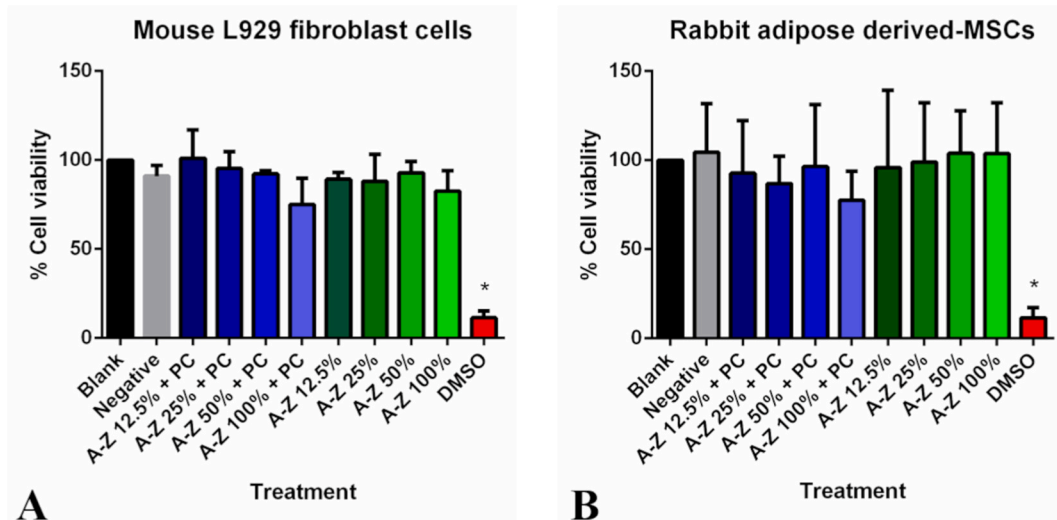 Mouse L929 fibroblast cells
% Cell viability
150
100
50
0
*
Blank
Negative
A-Z 12.5% + PC
A-Z 25% + PC
A-Z 50% + PC
A-Z 100% + PC
A-Z 12.5%
A-Z 25%
A-Z 50%
A-Z 100%
DMSO
Treatment
A
Rabbit adipose derived-MSCs
% Cell viability
150
100
50
0
*
Blank
Negative
A-Z 12.5% + PC
A-Z 25% + PC
A-Z 50% + PC
A-Z 100% + PC
A-Z 12.5%
A-Z 25%
A-Z 50%
A-Z 100%
DMSO
Treatment
B